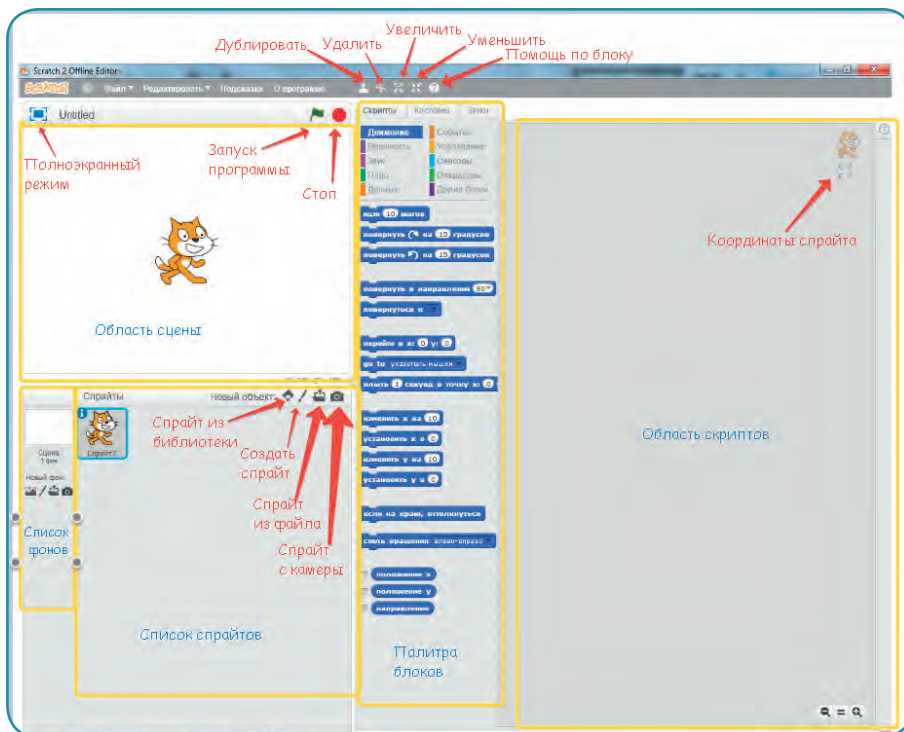 Увеличить
Дублировать
Удалить
Уменьшить
Помощь по блоку
Scratch 2 Offline Editor
SCRATCH
Файл
Редактировать
Подсказки
О программе
Untitled
Скрипты
Костюмы
Звуки
Полноэкранный
режим
Запуск
программы
Стоп
Область сцены
Движение
События
Внешность
Управление
Звук
Сенсоры
Перо
Операторы
Данные
Другие блоки
идти 10 шагов
повернуть на 15 градусов
повернуть на 15 градусов
повернуть в направлении 90
повернуться к
перейти в x: 0 y: 0
go to указатель мышки
плыть 1 секунд в точку x: 0
изменить x на 10
установить x в 0
изменить y на 10
установить y в 0
если на краю, оттолкнуться
стиль вращения влево-вправо
положение x
положение y
направление
Палитра
блоков
Координаты спрайта
Область скриптов
Спрайты
Новый объект:
Спрайт из
библиотеки
Создать
спрайт
Спрайт
из файла
Спрайт
с камеры
Сцена
1 фон
Новый фон:
Список
фонов
Список спрайтов